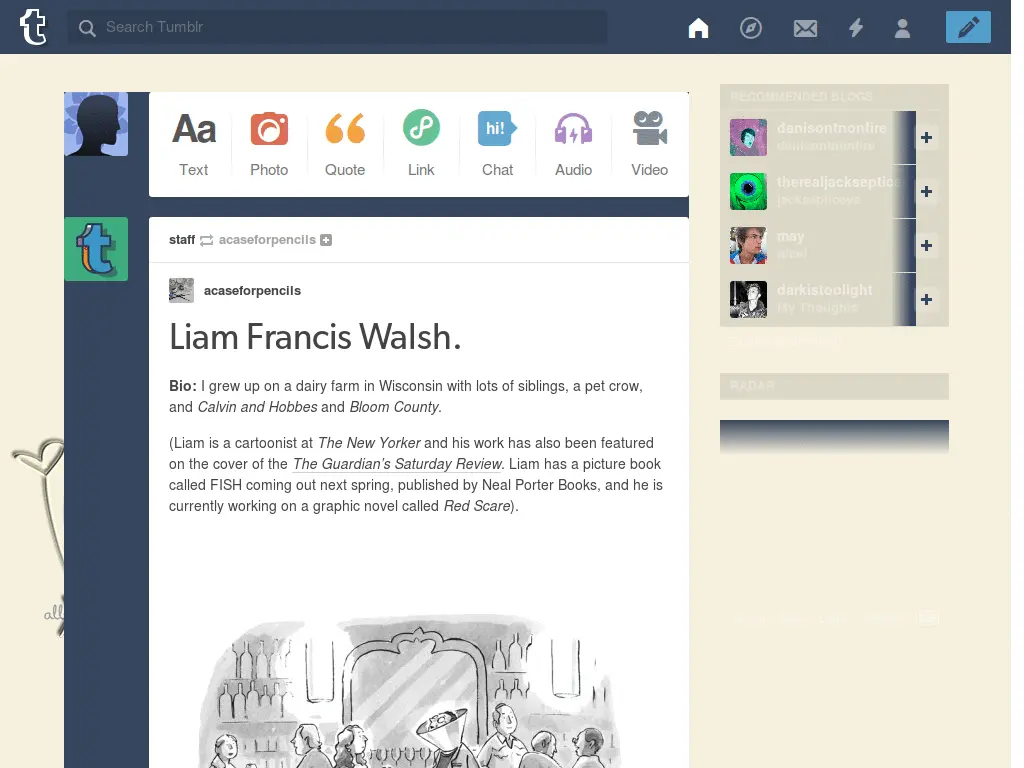 t
Search Tumblr
Aa
hi!
Text
Photo
Quote
Link
Chat
Audio
Video
t
staff acaseforpencils
acaseforpencils
Liam Francis Walsh.
Bio: I grew up on a dairy farm in Wisconsin with lots of siblings, a pet crow,
and Calvin and Hobbes and Bloom County.
(Liam is a cartoonist at The New Yorker and his work has also been featured
on the cover of the The Guardian's Saturday Review. Liam has a picture book
called FISH coming out next spring, published by Neal Porter Books, and he is
currently working on a graphic novel called Red Scare).
all
RECOMMENDED BLOGS
danisontnonfire
danisontnonfire
therealjackseptice
jacksepticeye
may
darkistoolight
My Thoughts
RADAR